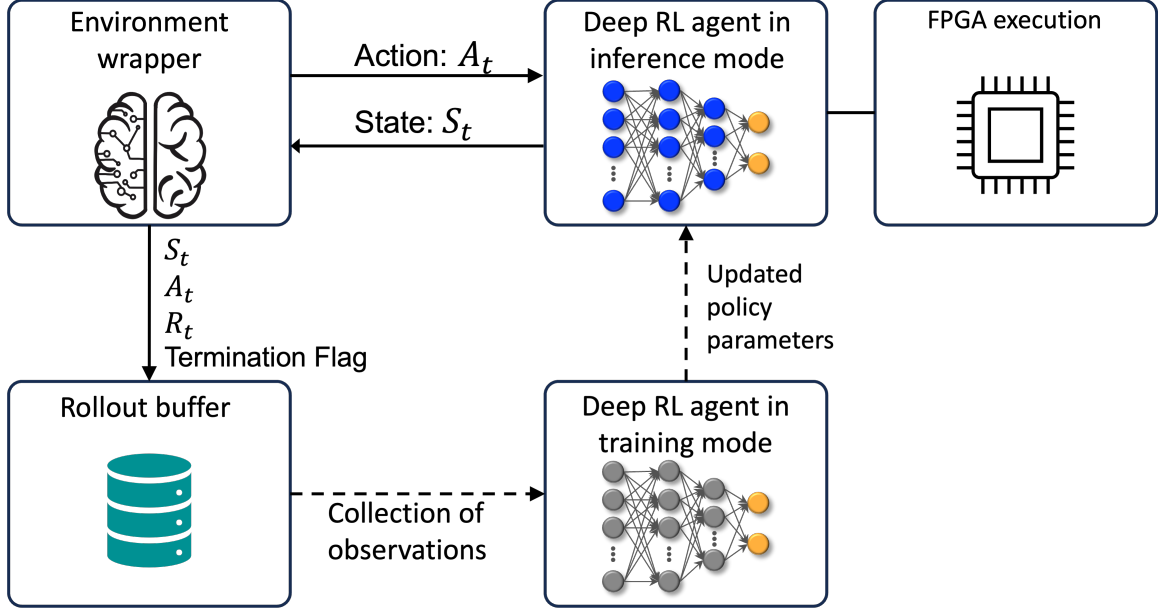 Environment
wrapper
Action: A_t
State: S_t
Deep RL agent in
inference mode
FPGA execution
S_t
A_t
R_t
Termination Flag
Updated
policy
parameters
Rollout buffer
Collection of
observations
Deep RL agent in
training mode